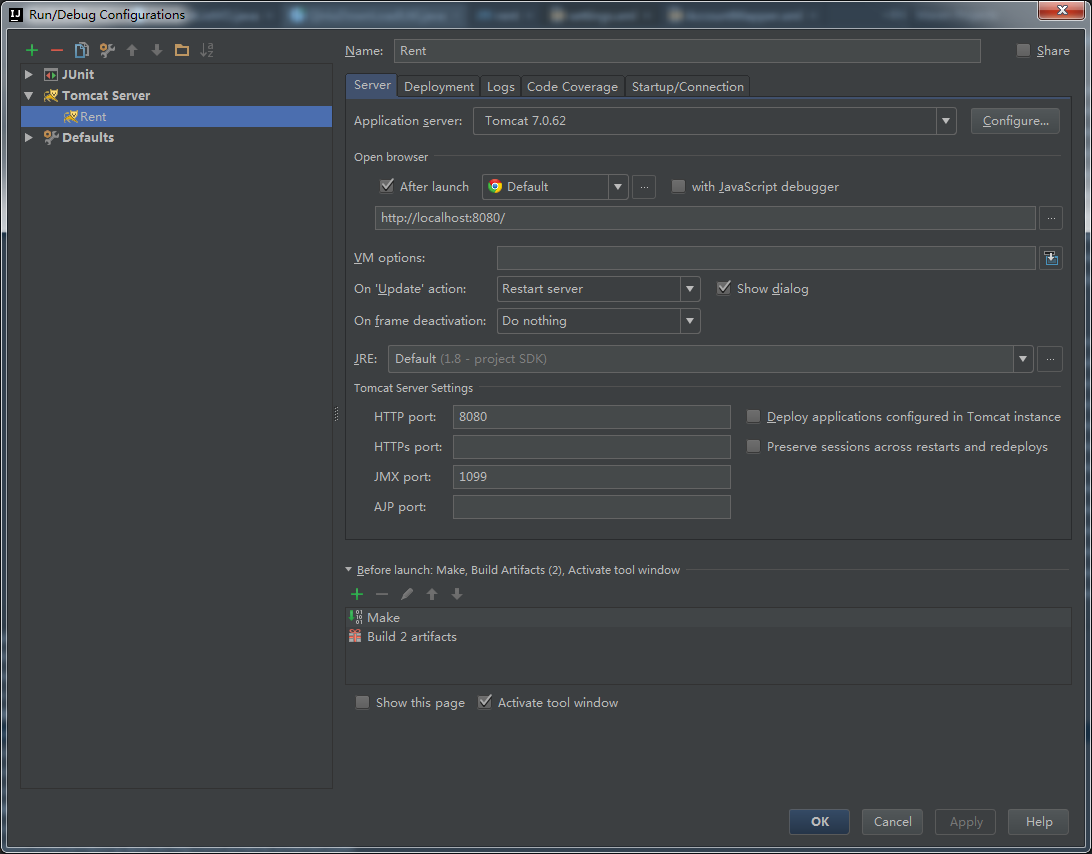 Run/Debug Configurations
JUnit
Tomcat Server
Rent
Defaults
Name: Rent Share
Server Deployment Logs Code Coverage Startup/Connection
Application server: Tomcat 7.0.62 Configure...
Open browser
After launch Default ... with JavaScript debugger
http://localhost:8080/ ...
VM options:
On 'Update' action: Restart server Show dialog
On frame deactivation: Do nothing
JRE: Default (1.8 - project SDK) ...
Tomcat Server Settings
HTTP port: 8080 Deploy applications configured in Tomcat instance
HTTPs port: Preserve sessions across restarts and redeploys
JMX port: 1099
AJP port:
Before launch: Make, Build Artifacts (2), Activate tool window
Make
Build 2 artifacts
Show this page Activate tool window
OK Cancel Apply Help